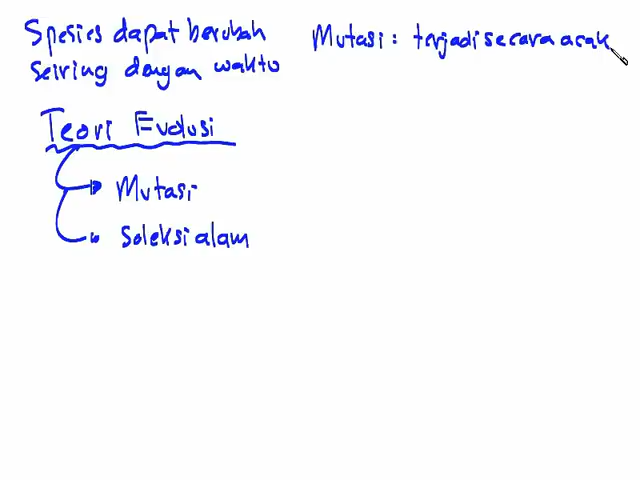 Spesies dapat berubah
seiring dengan waktu
Teori Evolusi
Mutasi
Seleksi alam
Mutasi : terjadi secara acak